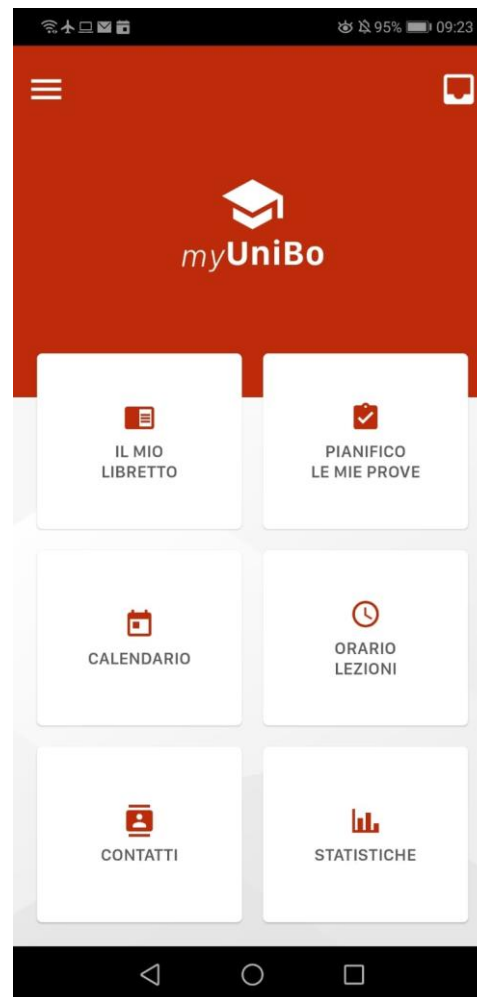 95% 09:23
myUniBo
IL MIO
LIBRETTO
PIANIFICO
LE MIE PROVE
CALENDARIO
ORARIO
LEZIONI
CONTATTI
STATISTICHE